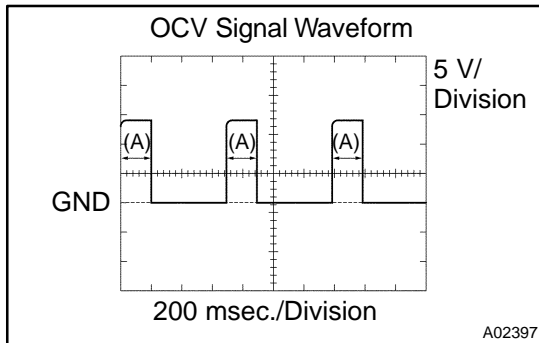 OCV Signal Waveform
5 V/
Division
(A) (A) (A)
GND
200 msec./Division
A02397